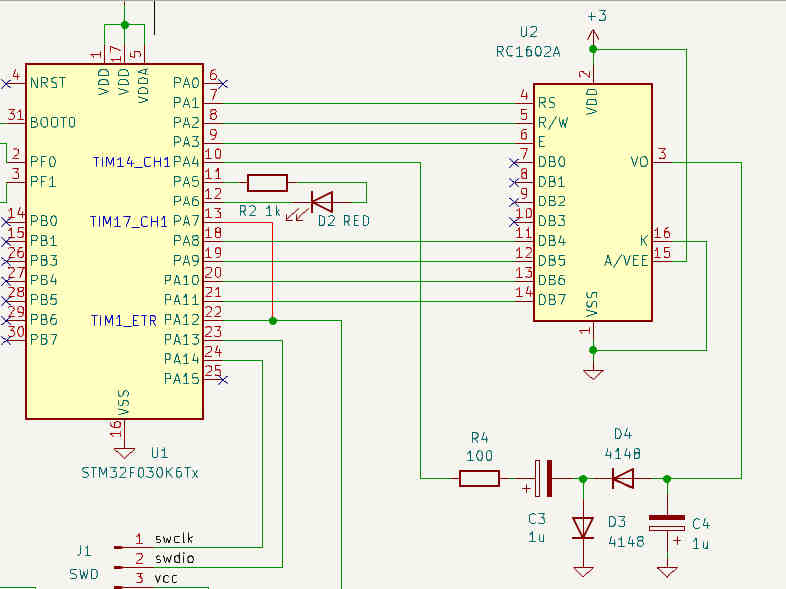 +3
U2
RC1602A
1 17 5
VDD VDD VDDA
2
VDD
4 NRST
31 BOOT0
2 PF0
3 PF1
14 PB0
15 PB1
26 PB3
27 PB4
28 PB5
29 PB6
30 PB7
PA0 6
PA1 7
PA2 8
PA3 9
TIM14_CH1 PA4 10
PA5 11
PA6 12
TIM17_CH1 PA7 13
PA8 18
PA9 19
PA10 20
PA11 21
TIM1_ETR PA12 22
PA13 23
PA14 24
PA15 25
R2 1k
D2 RED
4 RS
5 R/W
6 E
7 DB0
8 DB1
9 DB2
10 DB3
11 DB4
12 DB5
13 DB6
14 DB7
VO 3
K 16
A/VEE 15
VSS
1
VSS
16
U1
STM32F030K6Tx
R4
100
D4
4148
+
C3
1u
D3
4148
+
C4
1u
J1
SWD
1 swclk
2 swdio
3 vcc